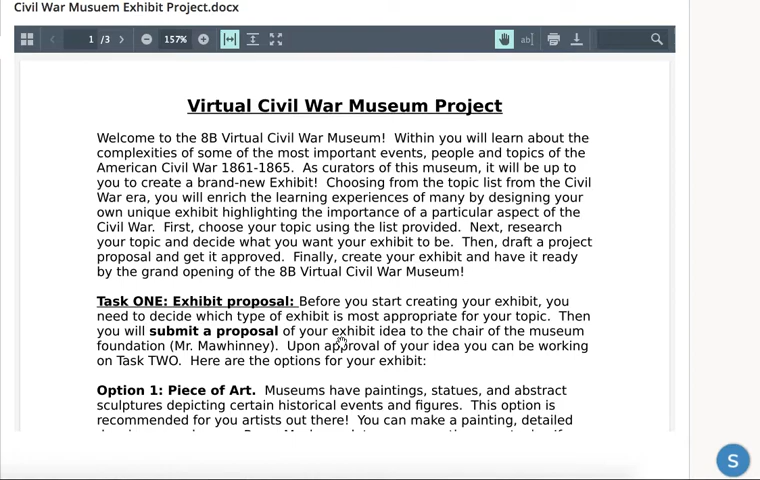 Civil War Musuem Exhibit Project.docx
1 /3 157% ab
Virtual Civil War Museum Project
Welcome to the 8B Virtual Civil War Museum! Within you will learn about the
complexities of some of the most important events, people and topics of the
American Civil War 1861-1865. As curators of this museum, it will be up to
you to create a brand-new Exhibit! Choosing from the topic list from the Civil
War era, you will enrich the learning experiences of many by designing your
own unique exhibit highlighting the importance of a particular aspect of the
Civil War. First, choose your topic using the list provided. Next, research
your topic and decide what you want your exhibit to be. Then, draft a project
proposal and get it approved. Finally, create your exhibit and have it ready
by the grand opening of the 8B Virtual Civil War Museum!
Task ONE: Exhibit proposal: Before you start creating your exhibit, you
need to decide which type of exhibit is most appropriate for your topic. Then
you will submit a proposal of your exhibit idea to the chair of the museum
foundation (Mr. Mawhinney). Upon approval of your idea you can be working
on Task TWO. Here are the options for your exhibit:
Option 1: Piece of Art. Museums have paintings, statues, and abstract
sculptures depicting certain historical events and figures. This option is
recommended for you artists out there! You can make a painting, detailed
S